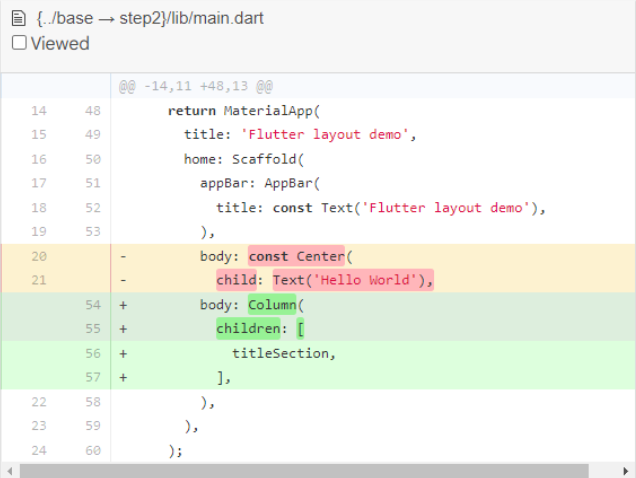 {../base → step2}/lib/main.dart
Viewed
@@ -14,11 +48,13 @@
14 48 return MaterialApp(
15 49 title: 'Flutter layout demo',
16 50 home: Scaffold(
17 51 appBar: AppBar(
18 52 title: const Text('Flutter layout demo'),
19 53 ),
20 - body: const Center(
21 - child: Text('Hello World'),
54 + body: Column(
55 + children: [
56 + titleSection,
57 + ],
22 58 ),
23 59 ),
24 60 );